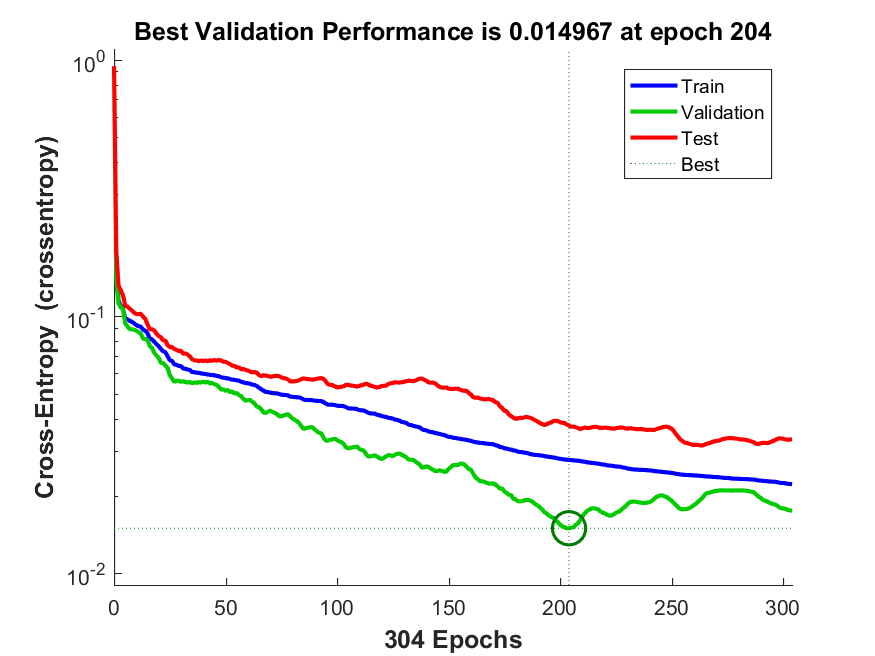 Best Validation Performance is 0.014967 at epoch 204
Cross-Entropy (crossentropy)
10^0
10^-1
10^-2
Train
Validation
Test
Best
0 50 100 150 200 250 300
304 Epochs